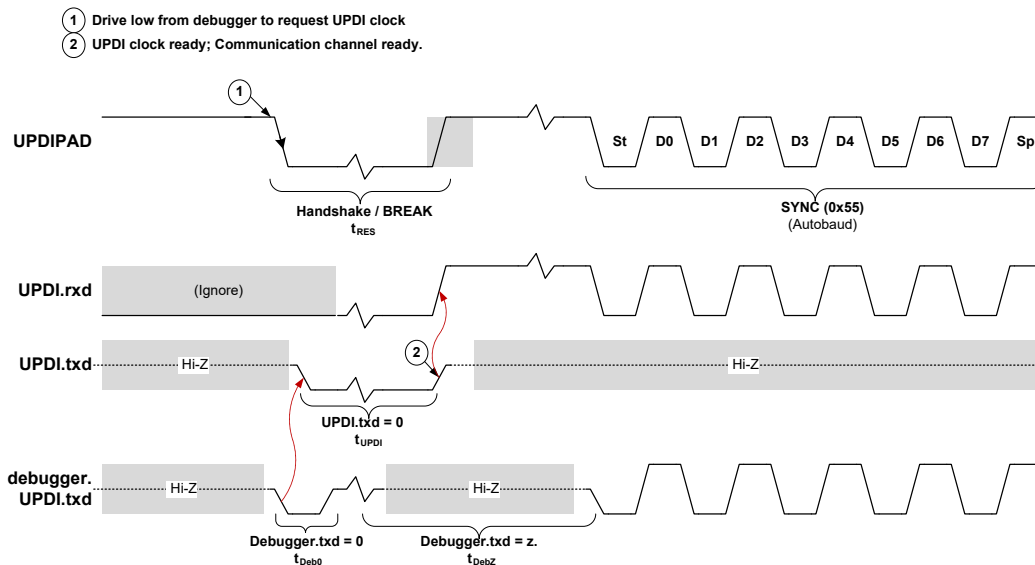 1 Drive low from debugger to request UPDI clock
2 UPDI clock ready; Communication channel ready.
1
UPDIPAD
St D0 D1 D2 D3 D4 D5 D6 D7 Sp
Handshake / BREAK
tRES
SYNC (0x55)
(Autobaud)
UPDI.rxd
(Ignore)
2
UPDI.txd
Hi-Z Hi-Z
UPDI.txd = 0
tUPDI
debugger.
UPDI.txd
Hi-Z Hi-Z
Debugger.txd = 0 Debugger.txd = z.
tDeb0 tDebZ